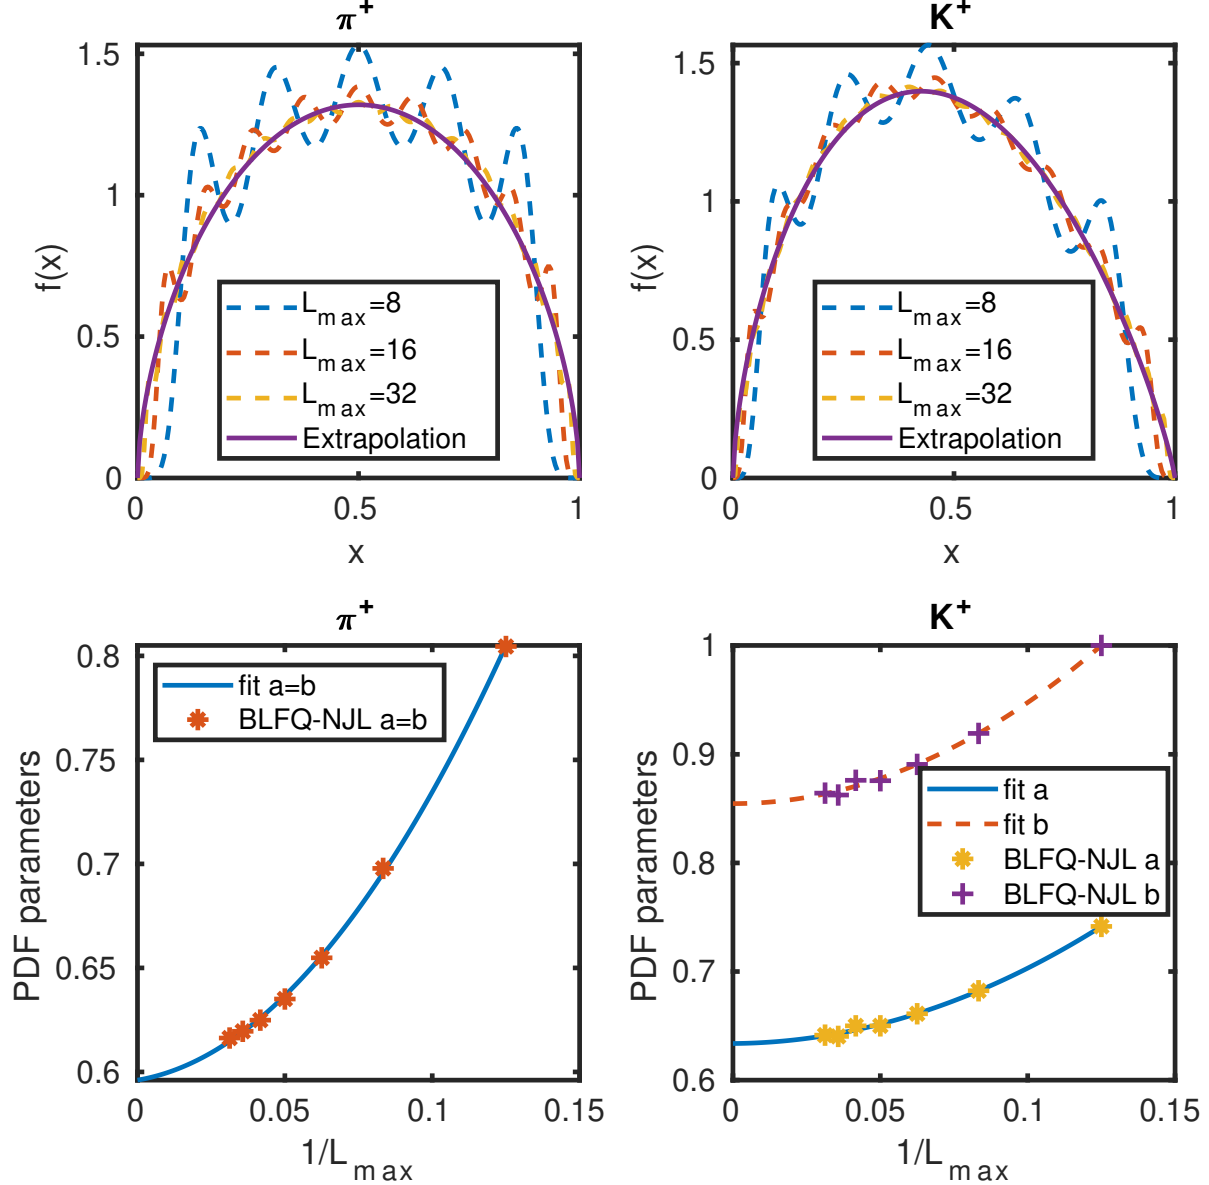 π+
1.5
1
0.5
0
f(x)
L_max=8
L_max=16
L_max=32
Extrapolation
0
0.5
1
x
K+
1.5
1
0.5
0
f(x)
L_max=8
L_max=16
L_max=32
Extrapolation
0
0.5
1
x
π+
0.8
0.75
0.7
0.65
0.6
PDF parameters
fit a=b
BLFQ-NJL a=b
0
0.05
0.1
0.15
1/L_max
K+
1
0.9
0.8
0.7
0.6
PDF parameters
fit a
fit b
BLFQ-NJL a
BLFQ-NJL b
0
0.05
0.1
0.15
1/L_max